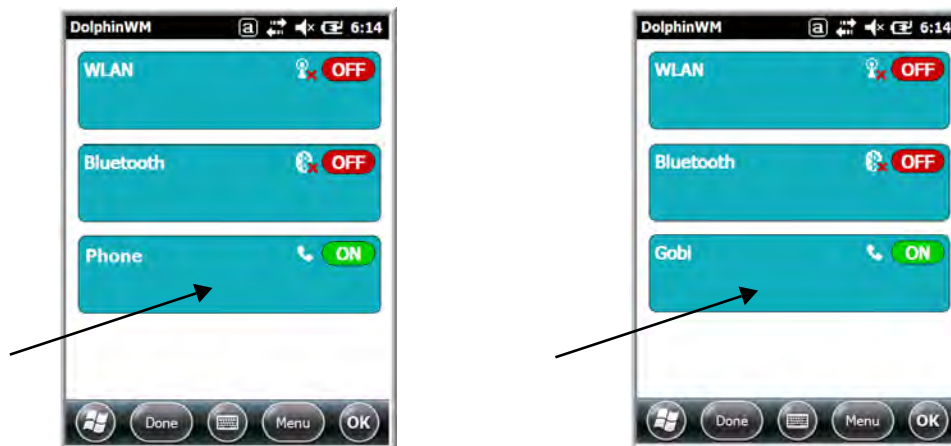 DolphinWM 6:14
WLAN OFF
Bluetooth OFF
Phone ON
Done Menu OK
DolphinWM 6:14
WLAN OFF
Bluetooth OFF
Gobi ON
Done Menu OK